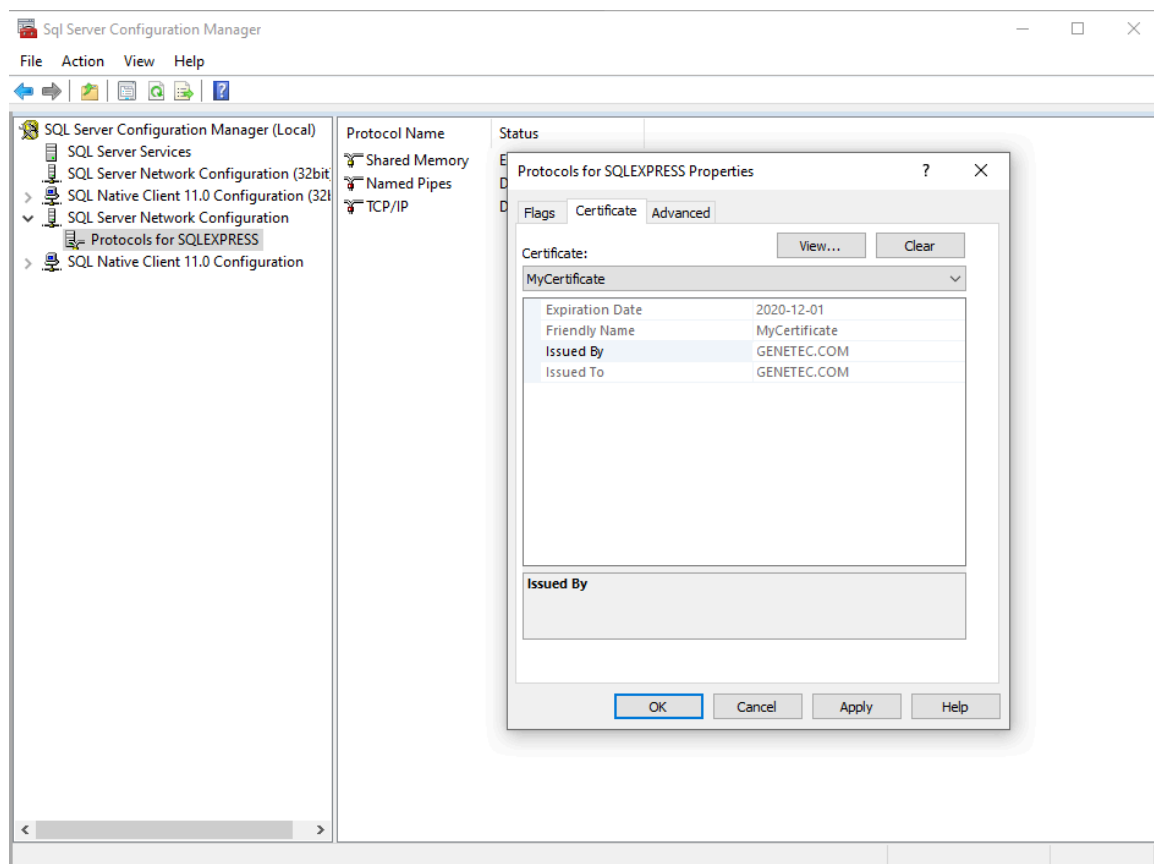 Sql Server Configuration Manager
File Action View Help
SQL Server Configuration Manager (Local)
SQL Server Services
SQL Server Network Configuration (32bit
SQL Native Client 11.0 Configuration (32
SQL Server Network Configuration
Protocols for SQLEXPRESS
SQL Native Client 11.0 Configuration
Protocol Name Status
Shared Memory E
Named Pipes D
TCP/IP D
Protocols for SQLEXPRESS Properties ?
Flags Certificate Advanced
Certificate: View... Clear
MyCertificate
Expiration Date 2020-12-01
Friendly Name MyCertificate
Issued By GENETEC.COM
Issued To GENETEC.COM
Issued By
OK Cancel Apply Help